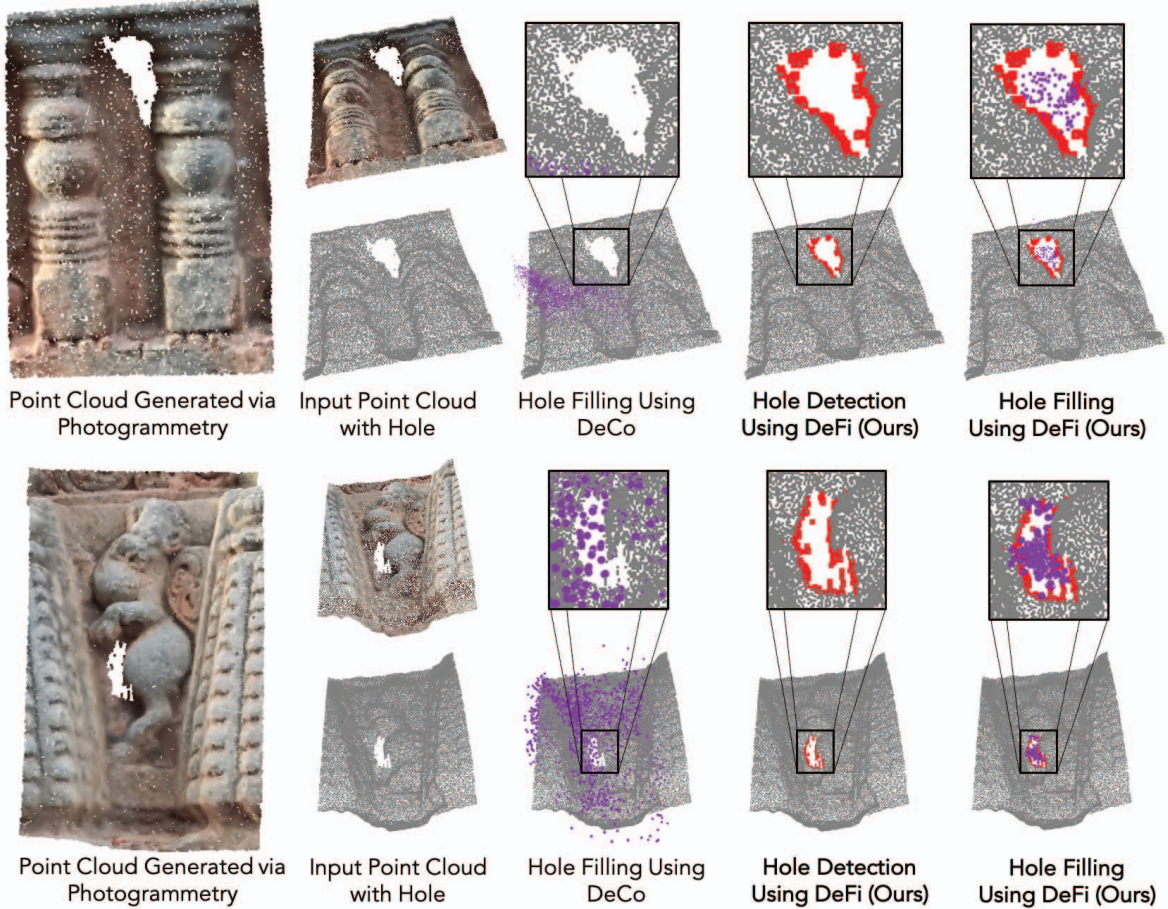 Point Cloud Generated via
Photogrammetry
Input Point Cloud
with Hole
Hole Filling Using
DeCo
Hole Detection
Using DeFi (Ours)
Hole Filling
Using DeFi (Ours)
Point Cloud Generated via
Photogrammetry
Input Point Cloud
with Hole
Hole Filling Using
DeCo
Hole Detection
Using DeFi (Ours)
Hole Filling
Using DeFi (Ours)